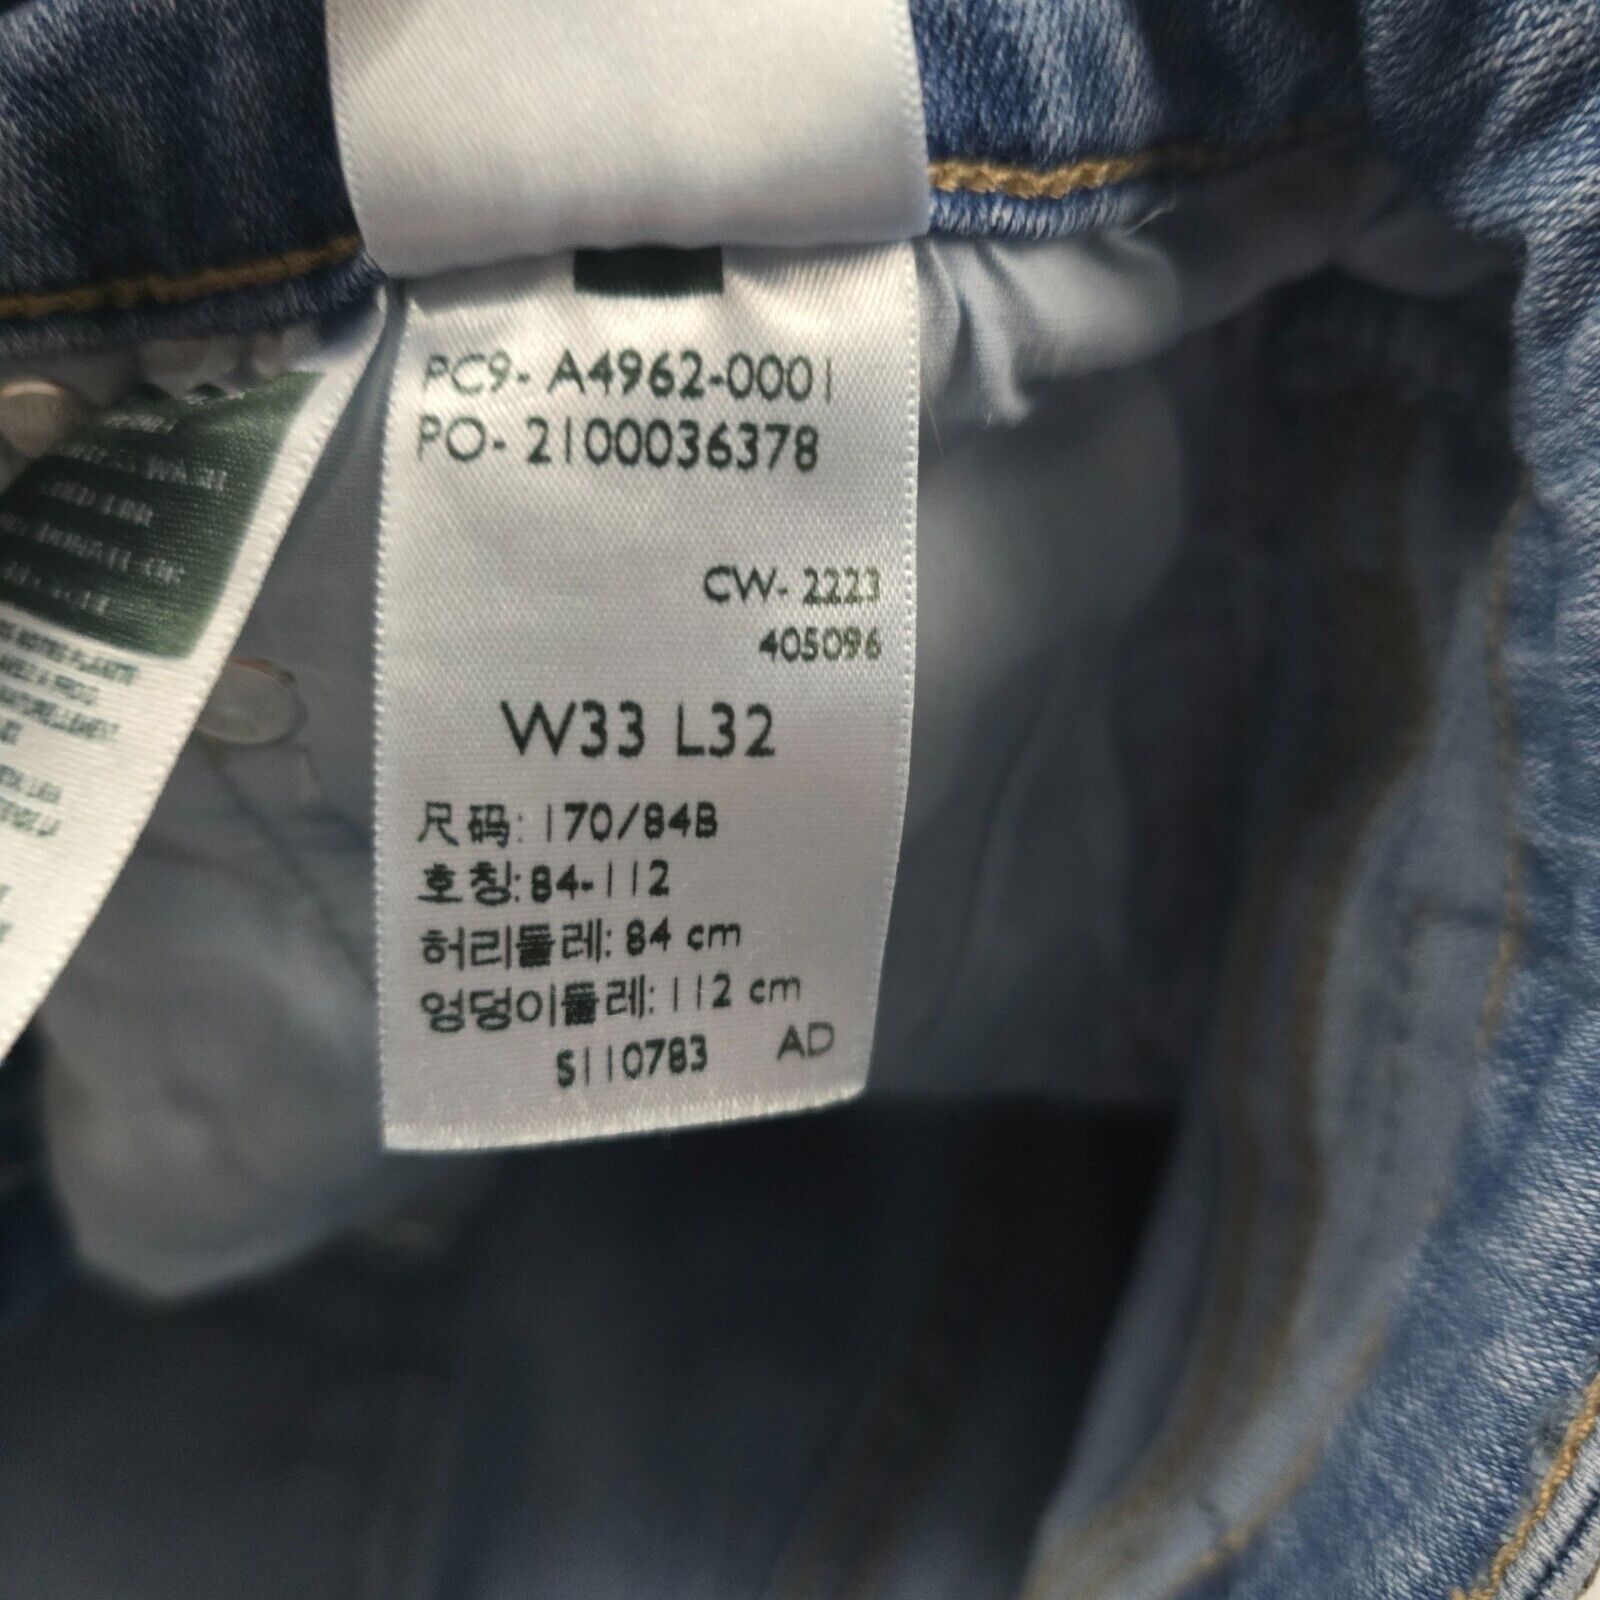 PC9- A4962-0001
PO- 2100036378
CW- 2223
405096
W33 L32
尺码: 170/84B
호칭: 84-112
허리둘레: 84 cm
엉덩이둘레: 112 cm
S110783 AD
NATURELLEMENT